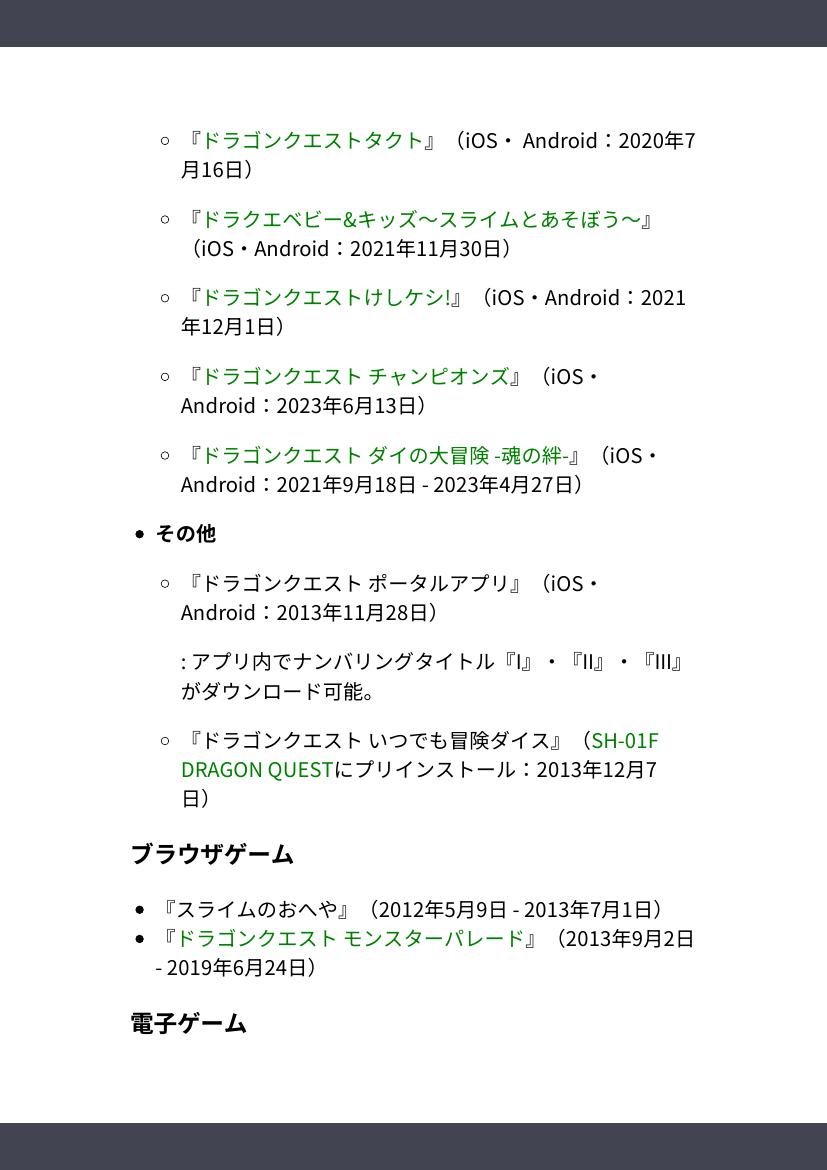 『ドラゴンクエストタクト』（iOS・ Android：2020年7
月16日）
『ドラクエベビー&キッズ〜スライムとあそぼう〜』
（iOS・Android：2021年11月30日）
『ドラゴンクエストけしケシ!』（iOS・Android：2021
年12月1日）
『ドラゴンクエスト チャンピオンズ』（iOS・
Android：2023年6月13日）
『ドラゴンクエスト ダイの大冒険 -魂の絆-』（iOS・
Android：2021年9月18日 - 2023年4月27日）
その他
『ドラゴンクエスト ポータルアプリ』（iOS・
Android：2013年11月28日）
: アプリ内でナンバリングタイトル『I』・『II』・『III』
がダウンロード可能。
『ドラゴンクエスト いつでも冒険ダイス』（SH-01F
DRAGON QUESTにプリインストール：2013年12月7
日）
ブラウザゲーム
『スライムのおへや』（2012年5月9日 - 2013年7月1日）
『ドラゴンクエスト モンスターパレード』（2013年9月2日
- 2019年6月24日）
電子ゲーム